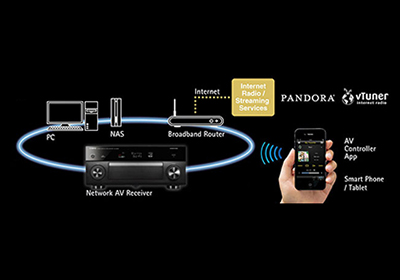 Internet
Internet
Radio /
Streaming
Services
PANDORA
vTuner
internet radio
PC
NAS
Broadband Router
Network AV Receiver
AV
Controller
App
Smart Phone
/ Tablet